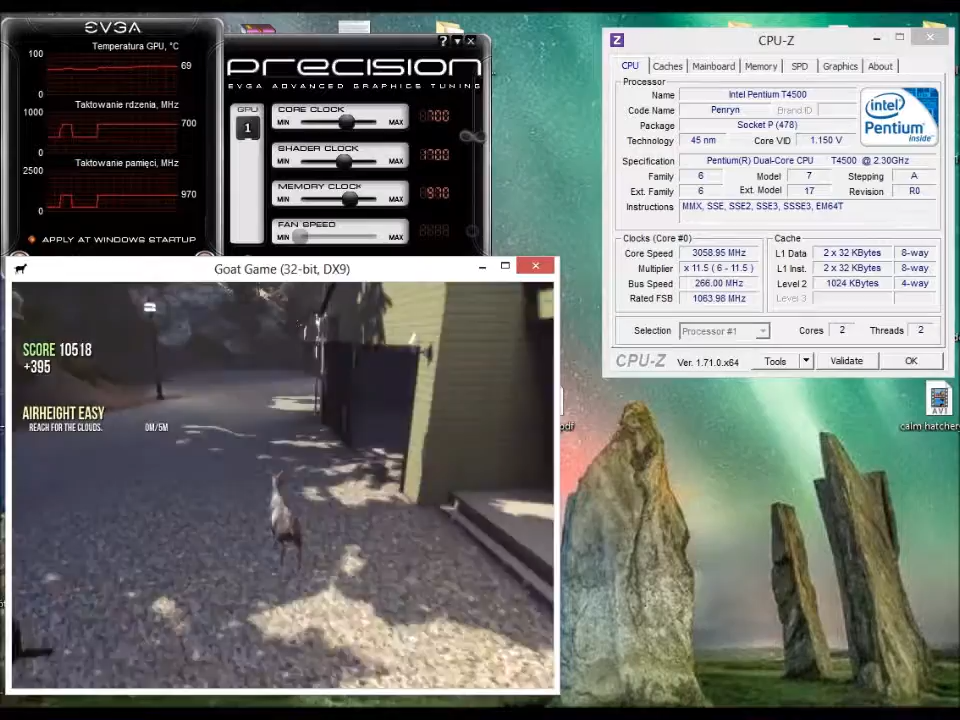 EVGA
Temperatura GPU, °C
100
69
0
Taktowanie rdzenia, MHz
1000
700
0
Taktowanie pamięci, MHz
2500
970
0
APPLY AT WINDOWS STARTUP
? ▾ X
PRECISION
EVGA ADVANCED GRAPHICS TUNING
GPU
1
CORE CLOCK
MIN MAX
700
SHADER CLOCK
MIN MAX
1700
MEMORY CLOCK
MIN MAX
970
FAN SPEED
MIN MAX
Z CPU-Z
CPU Caches Mainboard Memory SPD Graphics About
Processor
Name Intel Pentium T4500
Code Name Penryn Brand ID
Package Socket P (478)
Technology 45 nm Core VID 1.150 V
intel
Pentium
inside
Specification Pentium(R) Dual-Core CPU T4500 @ 2.30GHz
Family 6 Model 7 Stepping A
Ext. Family 6 Ext. Model 17 Revision R0
Instructions MMX, SSE, SSE2, SSE3, SSSE3, EM64T
Clocks (Core #0)
Core Speed 3058.95 MHz
Multiplier x 11.5 ( 6 - 11.5 )
Bus Speed 266.00 MHz
Rated FSB 1063.98 MHz
Cache
L1 Data 2 x 32 KBytes 8-way
L1 Inst. 2 x 32 KBytes 8-way
Level 2 1024 KBytes 4-way
Level 3
Selection Processor #1 Cores 2 Threads 2
CPU-Z Ver. 1.71.0.x64 Tools Validate OK
Goat Game (32-bit, DX9)
SCORE 10518
+395
AIRHEIGHT EASY
REACH FOR THE CLOUDS. 0M/5M
pdf
AVI
calm hatchery